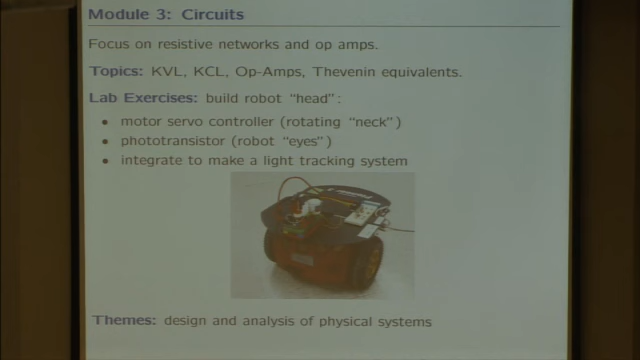 Module 3: Circuits
Focus on resistive networks and op amps.
Topics: KVL, KCL, Op-Amps, Thevenin equivalents.
Lab Exercises: build robot “head”:
• motor servo controller (rotating “neck”)
• phototransistor (robot “eyes”)
• integrate to make a light tracking system
Themes: design and analysis of physical systems